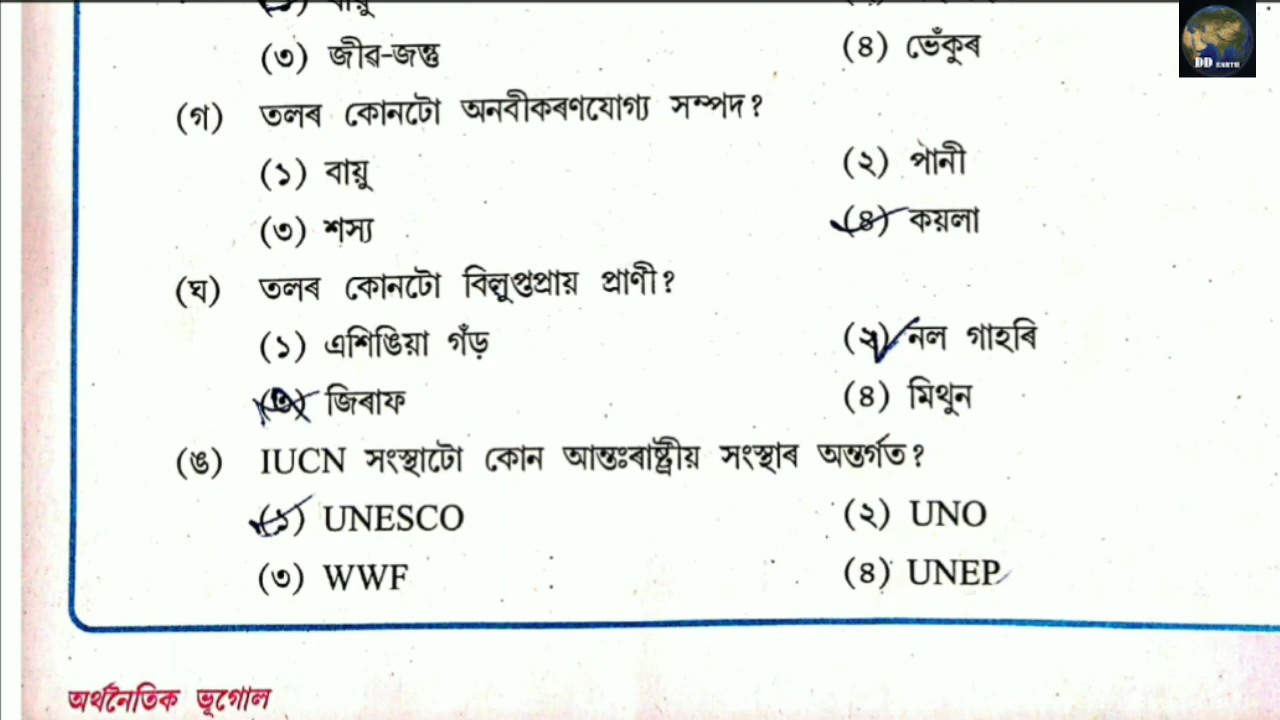 বায়ু
(৩) জীৱ-জন্তু
(৪) ভেঁকুৰ
(গ) তলৰ কোনটো অনবীকৰণযোগ্য সম্পদ?
(১) বায়ু
(২) পানী
(৩) শস্য
(৪) কয়লা
(ঘ) তলৰ কোনটো বিলুপ্তপ্ৰায় প্ৰাণী?
(১) এশিঙিয়া গঁড়
(২) নল গাহৰি
(৩) জিৰাফ
(৪) মিথুন
(ঙ) IUCN সংস্থাটো কোন আন্তঃৰাষ্ট্ৰীয় সংস্থাৰ অন্তৰ্গত?
(১) UNESCO
(২) UNO
(৩) WWF
(৪) UNEP
অৰ্থনৈতিক ভূগোল
DD EARTH